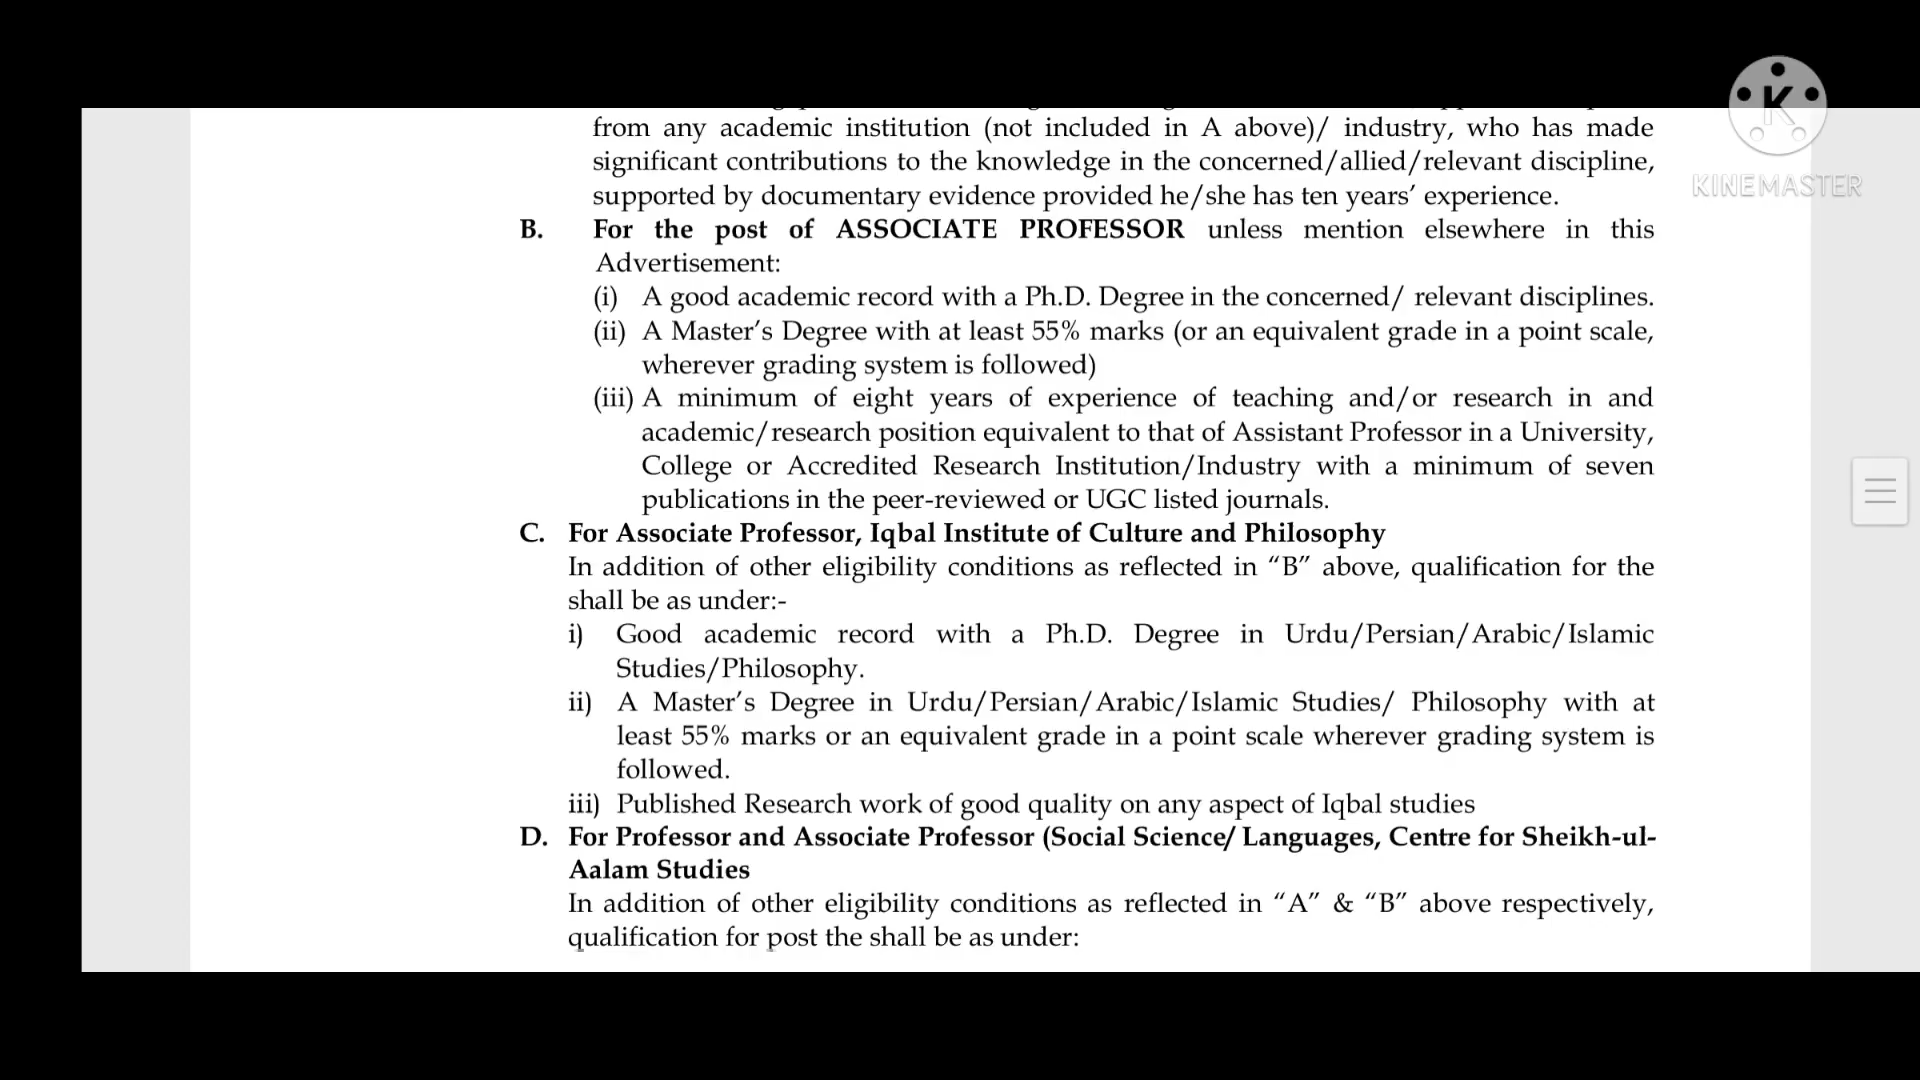 from any academic institution (not included in A above)/ industry, who has made
significant contributions to the knowledge in the concerned/allied/relevant discipline,
supported by documentary evidence provided he/she has ten years’ experience.
B. For the post of ASSOCIATE PROFESSOR unless mention elsewhere in this
Advertisement:
(i) A good academic record with a Ph.D. Degree in the concerned/ relevant disciplines.
(ii) A Master’s Degree with at least 55% marks (or an equivalent grade in a point scale,
wherever grading system is followed)
(iii) A minimum of eight years of experience of teaching and/or research in and
academic/research position equivalent to that of Assistant Professor in a University,
College or Accredited Research Institution/Industry with a minimum of seven
publications in the peer-reviewed or UGC listed journals.
C. For Associate Professor, Iqbal Institute of Culture and Philosophy
In addition of other eligibility conditions as reflected in “B” above, qualification for the
shall be as under:-
i) Good academic record with a Ph.D. Degree in Urdu/Persian/Arabic/Islamic
Studies/Philosophy.
ii) A Master’s Degree in Urdu/Persian/Arabic/Islamic Studies/ Philosophy with at
least 55% marks or an equivalent grade in a point scale wherever grading system is
followed.
iii) Published Research work of good quality on any aspect of Iqbal studies
D. For Professor and Associate Professor (Social Science/ Languages, Centre for Sheikh-ul-
Aalam Studies
In addition of other eligibility conditions as reflected in “A” & “B” above respectively,
qualification for post the shall be as under:
K
KINEMASTER